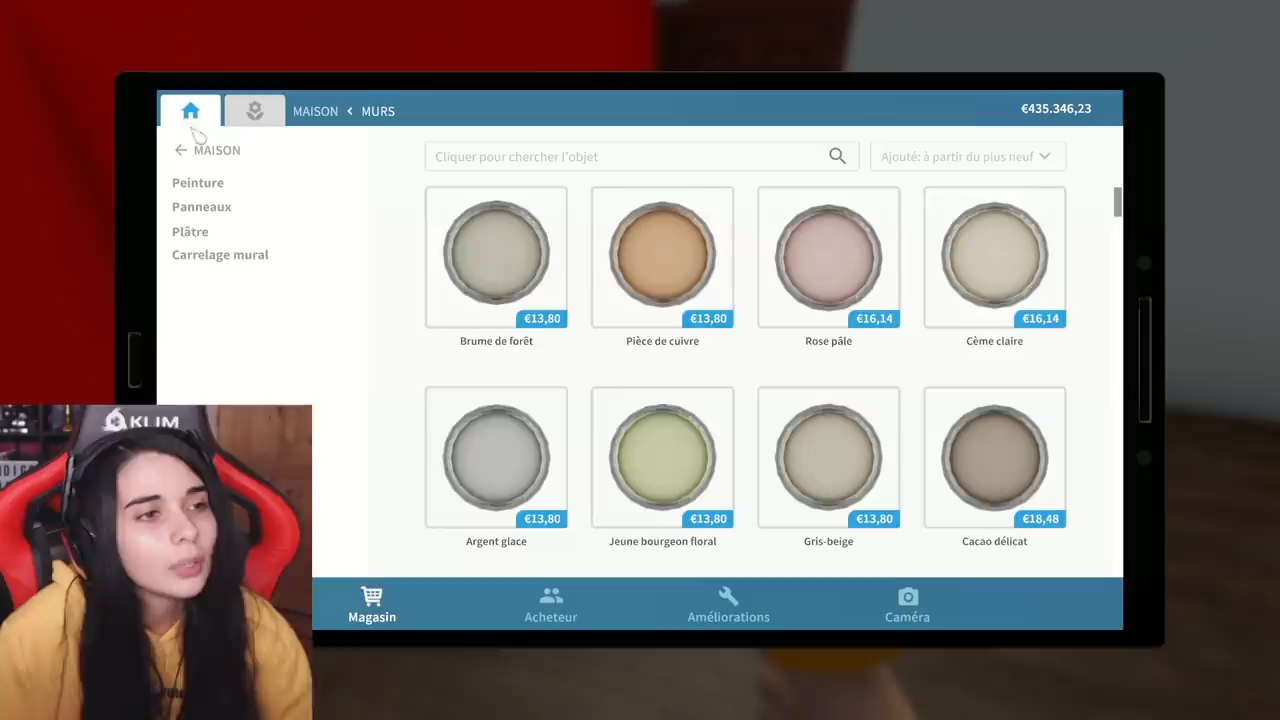 MAISON < MURS
€435.346,23
MAISON
Peinture
Panneaux
Plâtre
Carrelage mural
Cliquer pour chercher l'objet
Ajouté: à partir du plus neuf
€13,80
€13,80
€16,14
€16,14
Brume de forêt
Pièce de cuivre
Rose pâle
Cème claire
€13,80
€13,80
€13,80
€18,48
Argent glace
Jeune bourgeon floral
Gris-beige
Cacao délicat
KLIM
Magasin
Acheteur
Améliorations
Caméra